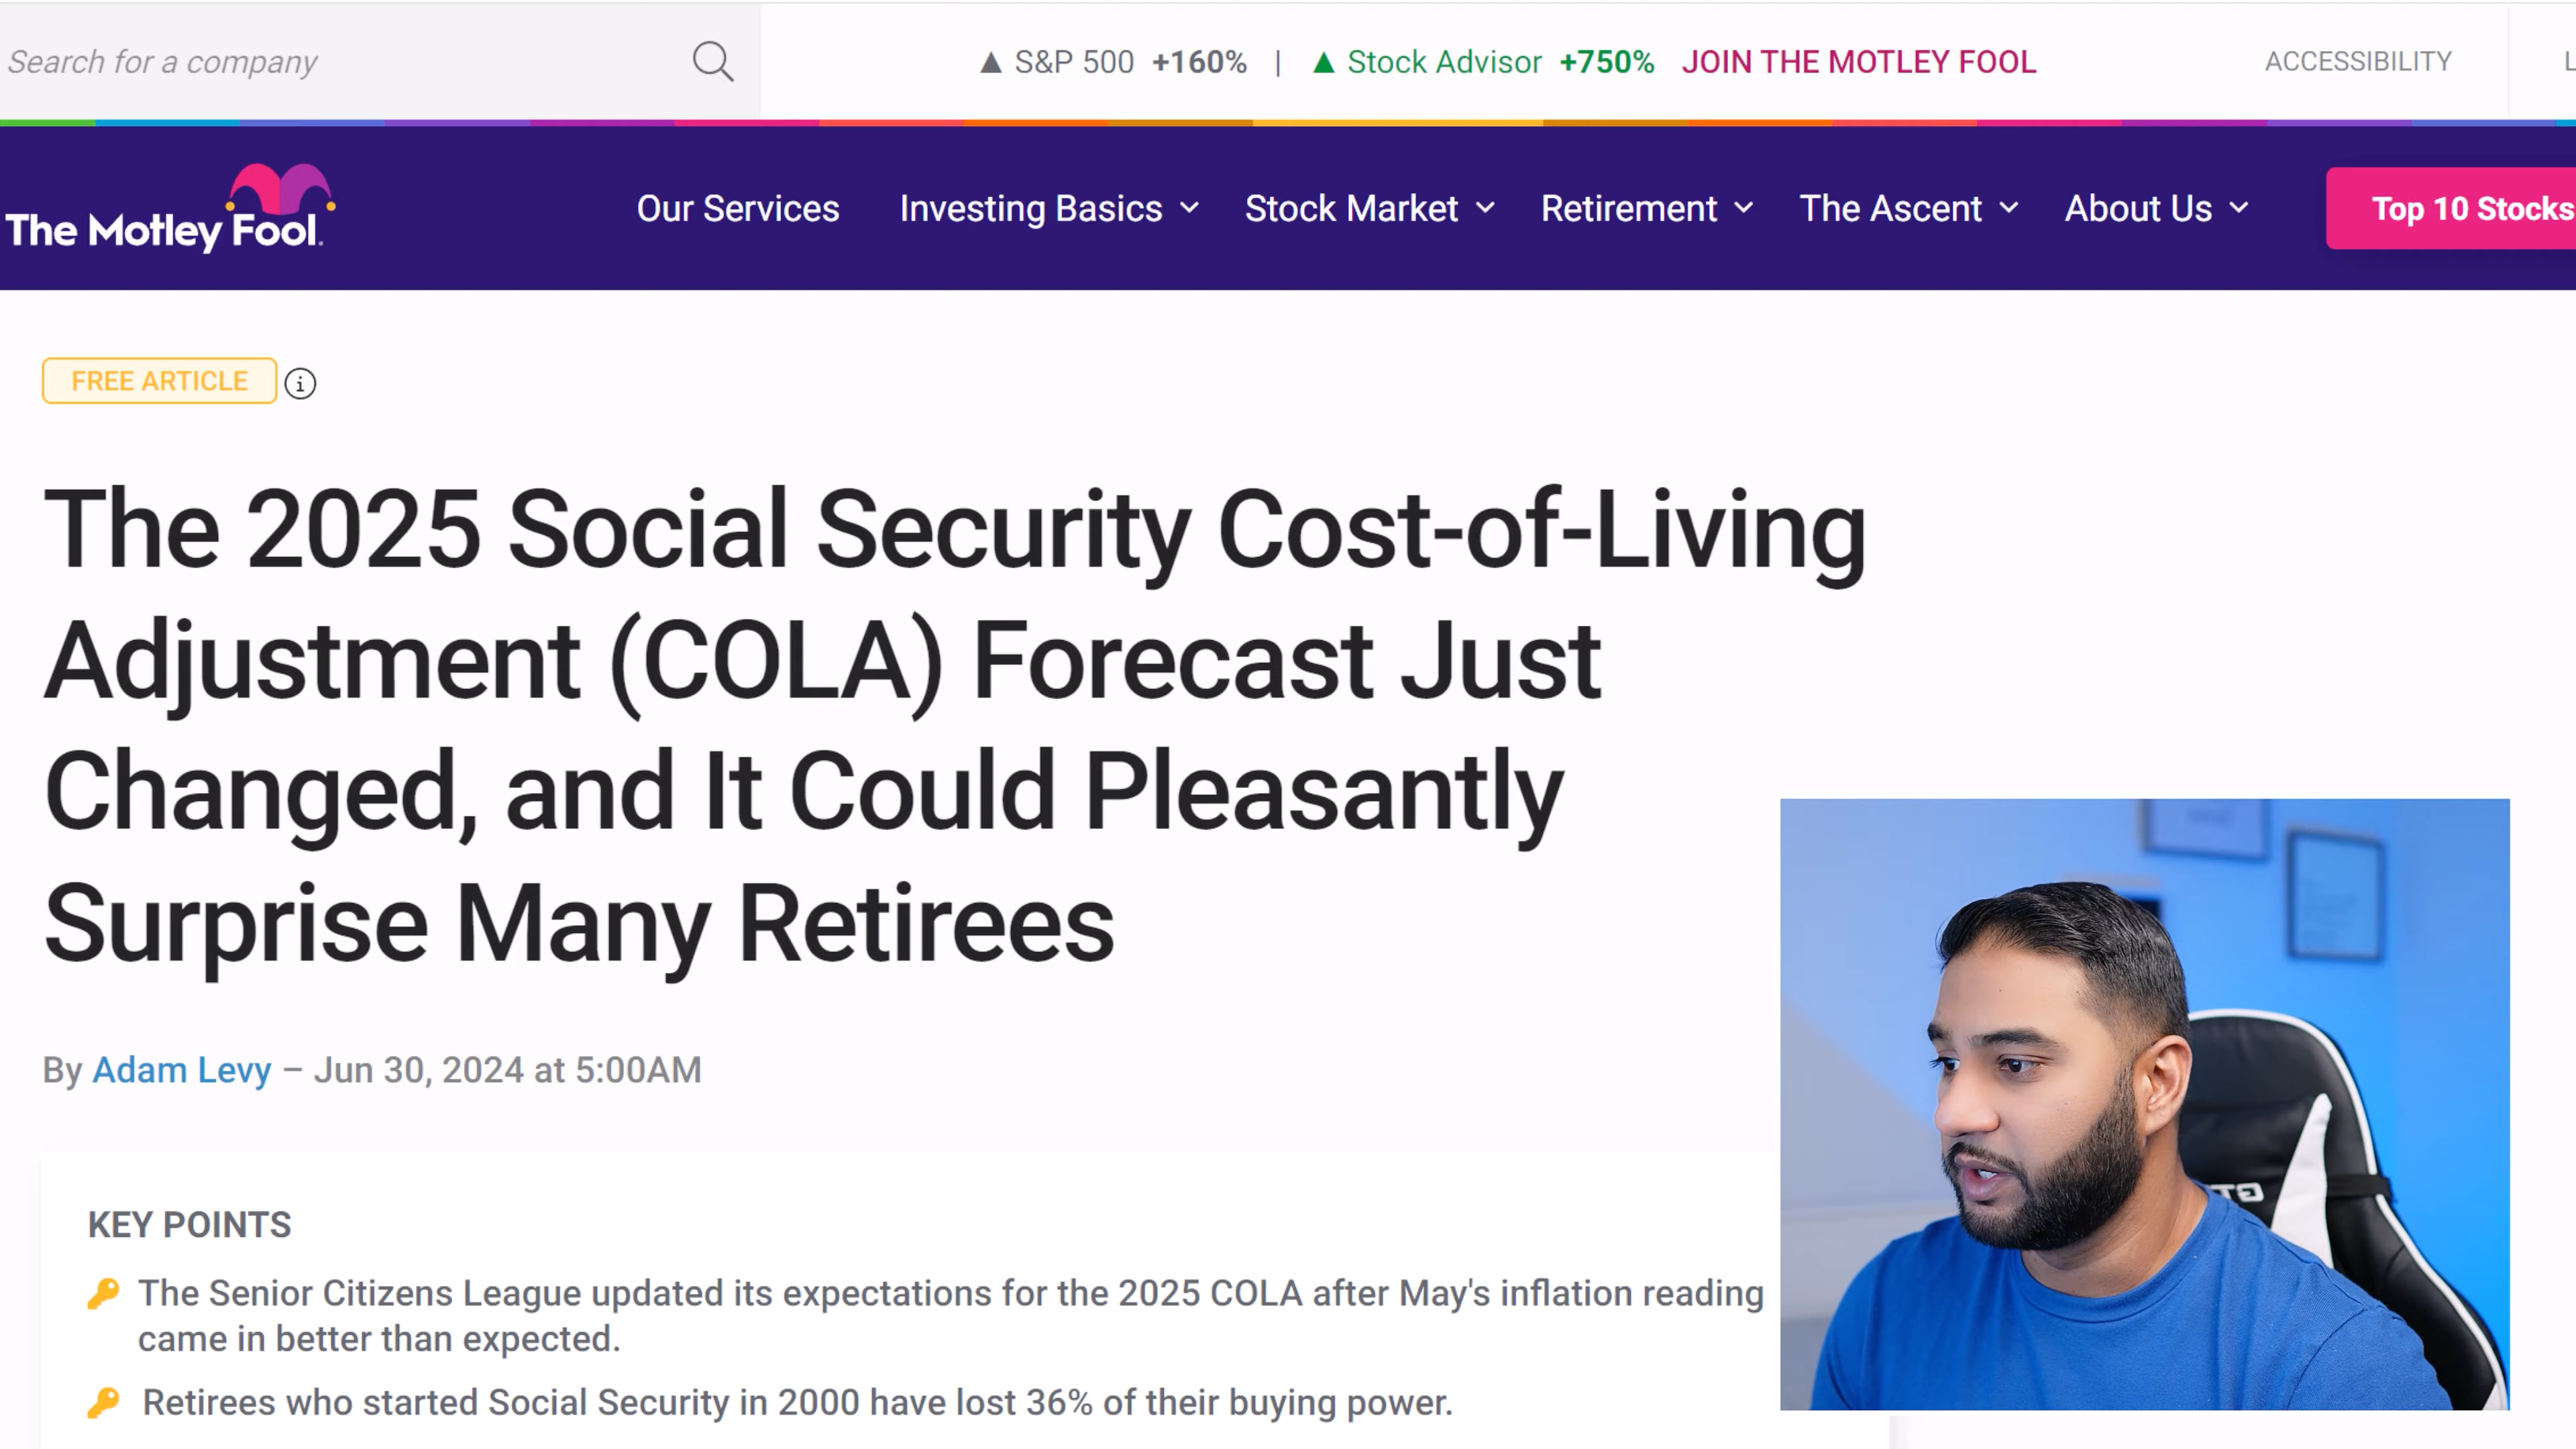 Search for a company
▲ S&P 500 +160% | ▲ Stock Advisor +750% JOIN THE MOTLEY FOOL
ACCESSIBILITY
The Motley Fool.
Our Services
Investing Basics
Stock Market
Retirement
The Ascent
About Us
Top 10 Stocks
FREE ARTICLE
The 2025 Social Security Cost-of-Living
Adjustment (COLA) Forecast Just
Changed, and It Could Pleasantly
Surprise Many Retirees
By Adam Levy – Jun 30, 2024 at 5:00AM
KEY POINTS
The Senior Citizens League updated its expectations for the 2025 COLA after May's inflation reading
came in better than expected.
Retirees who started Social Security in 2000 have lost 36% of their buying power.